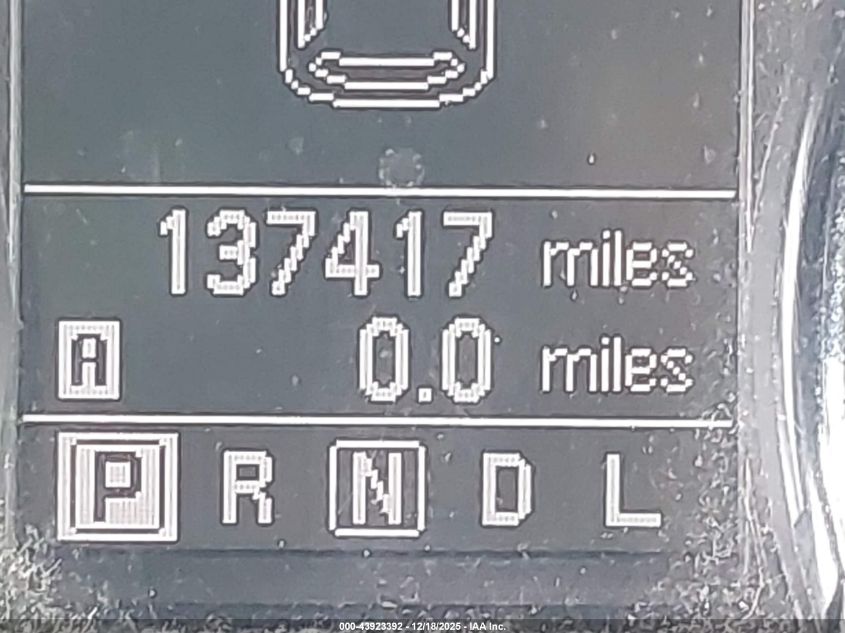 137417 miles
A 0.0 miles
P R N D L
000-43923392 - 12/18/2025 - IAA Inc.